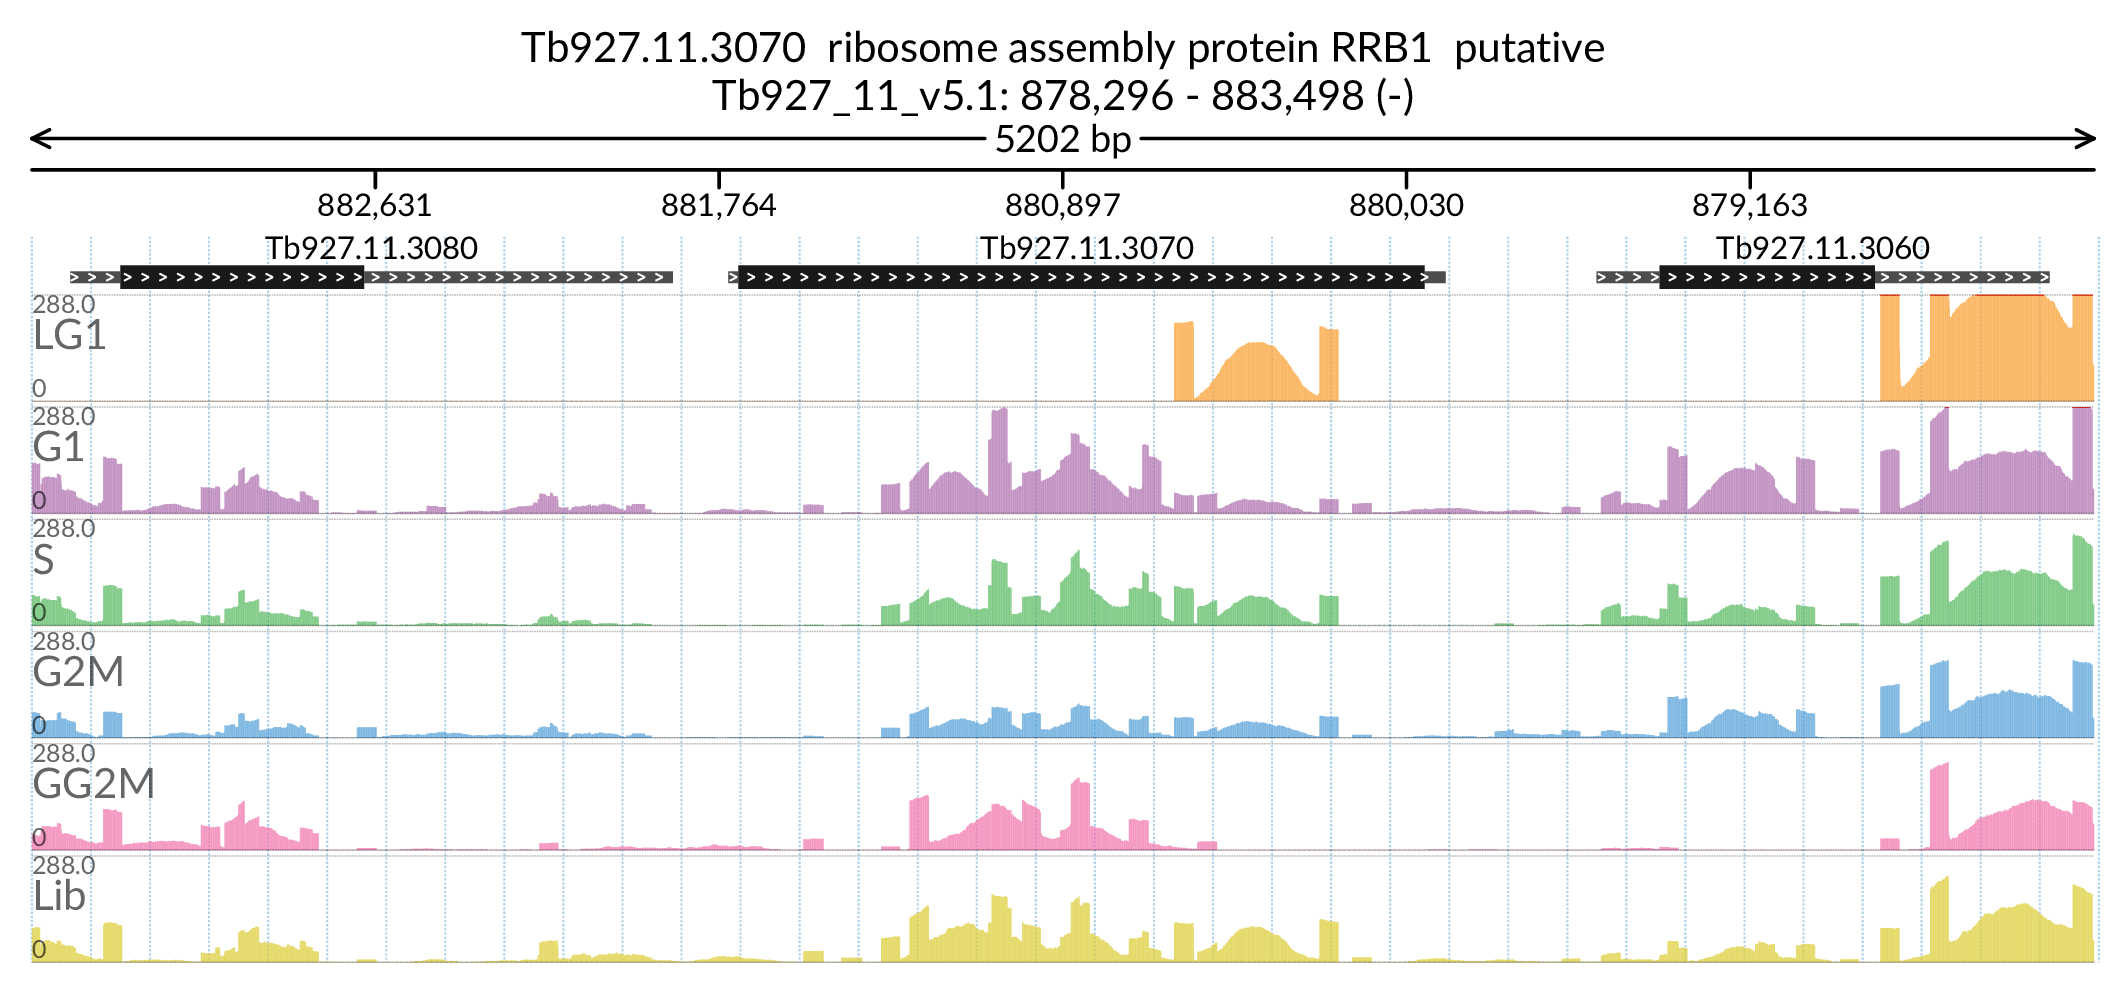 Tb927.11.3070 ribosome assembly protein RRB1 putative
Tb927_11_v5.1: 878,296 - 883,498 (-)
5202 bp
882,631 881,764 880,897 880,030 879,163
Tb927.11.3080 Tb927.11.3070 Tb927.11.3060
288.0
LG1
0
288.0
G1
0
288.0
S
0
288.0
G2M
0
288.0
GG2M
0
288.0
Lib
0